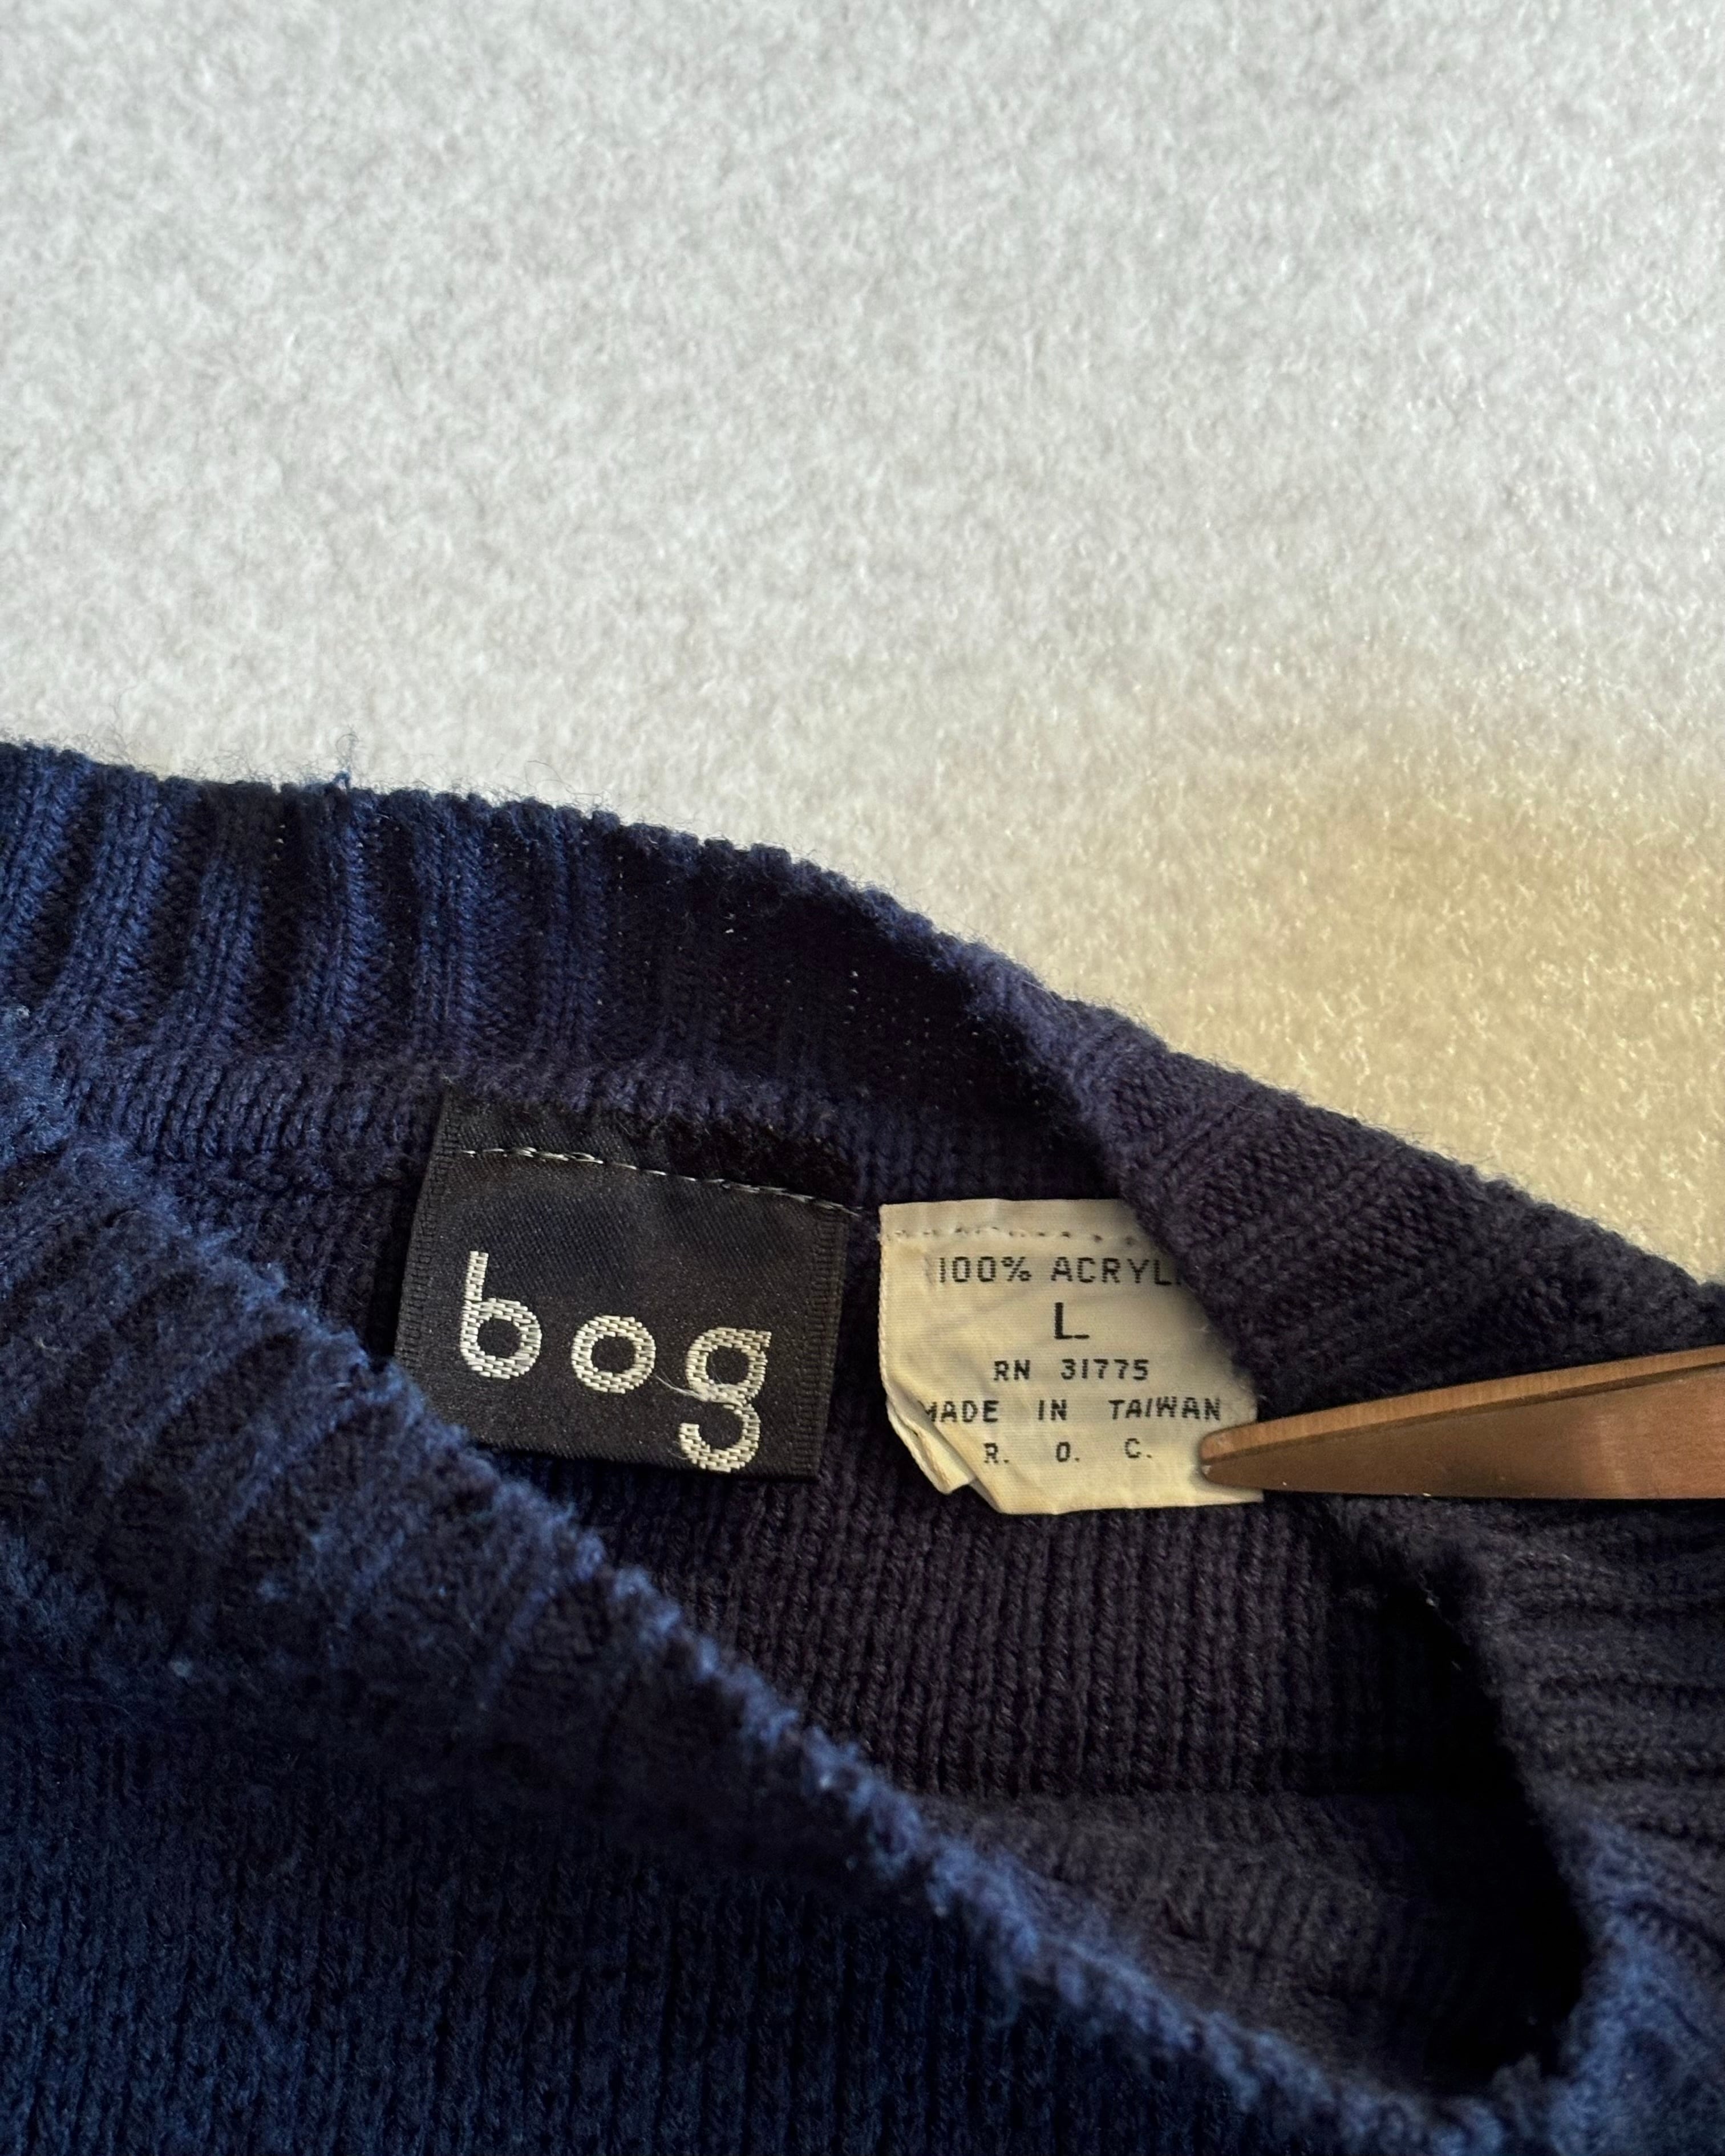 bog
100% ACRYL
L
RN 31775
MADE IN TAIWAN
R. O. C.